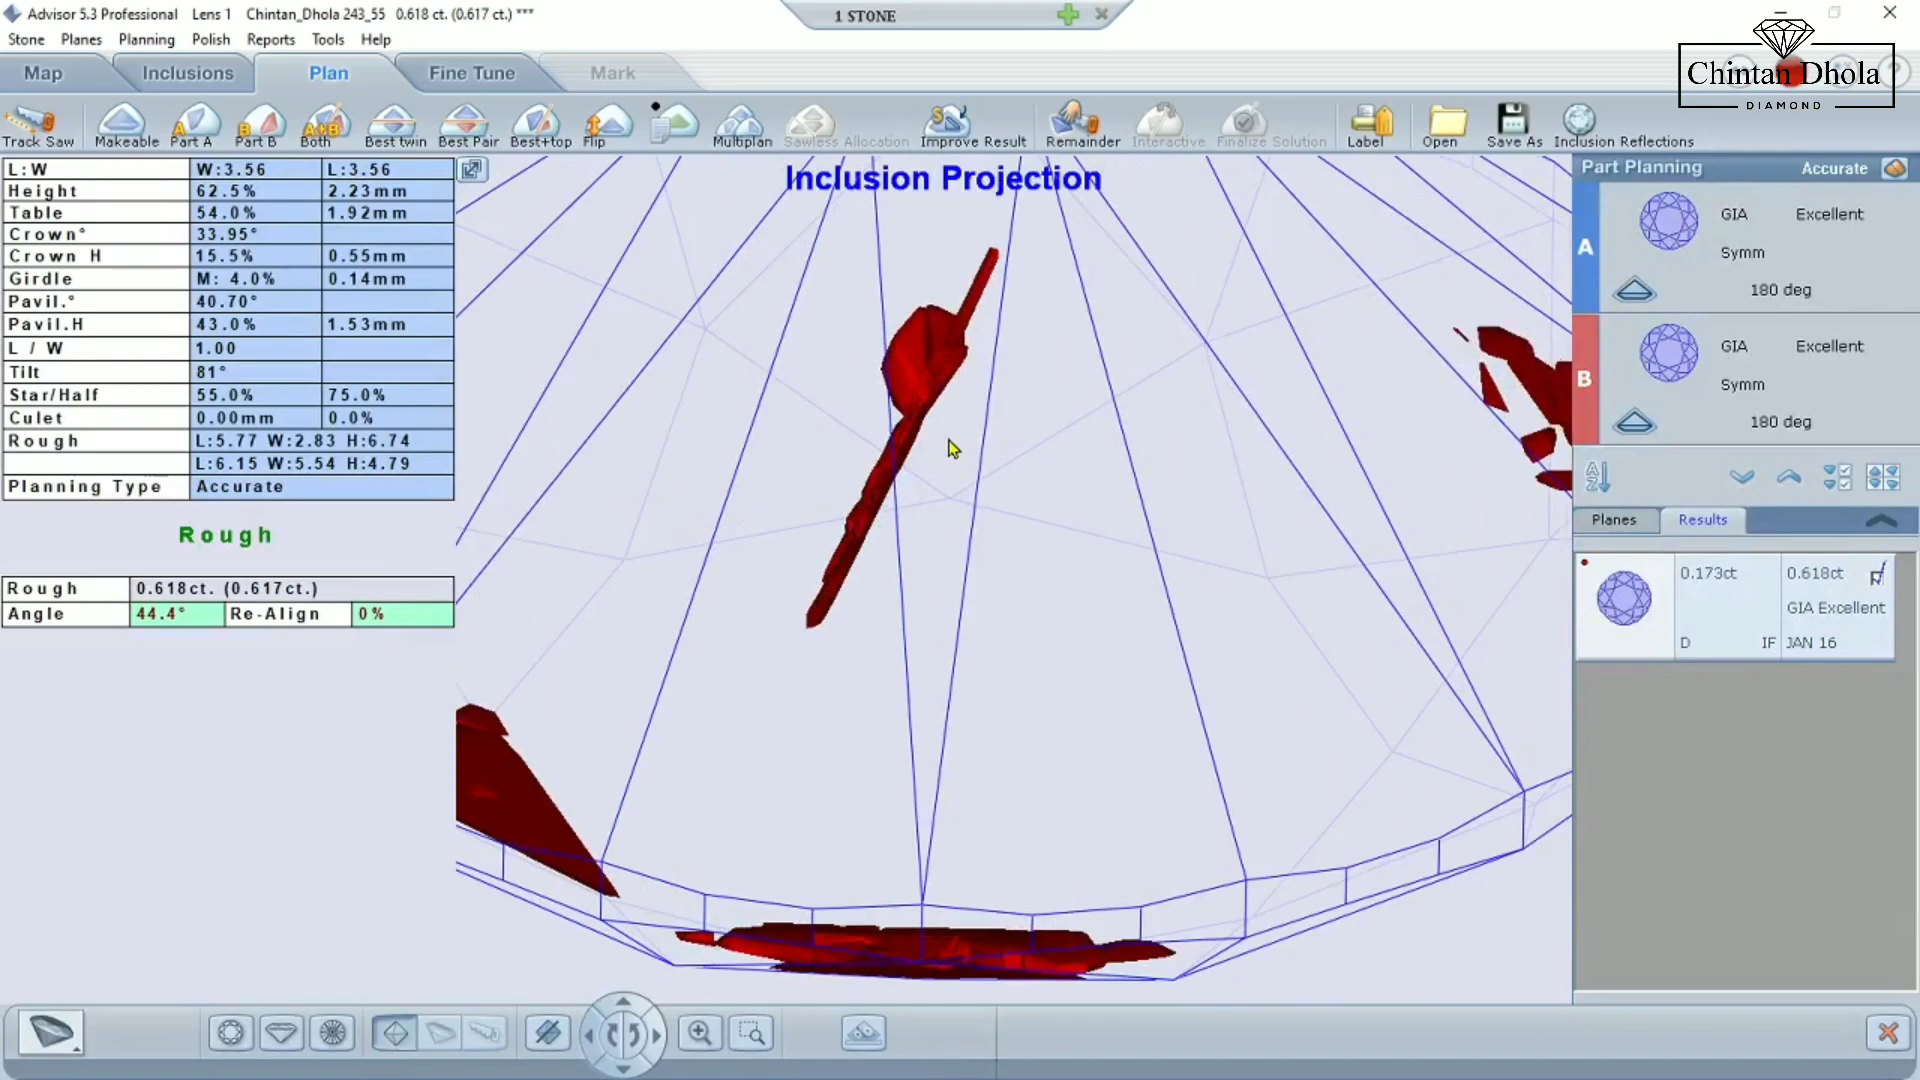 Advisor 5.3 Professional Lens 1 Chintan_Dhola 243_55 0.618 ct. (0.617 ct.) ***
1 STONE
Stone Planes Planning Polish Reports Tools Help
Chintan Dhola
DIAMOND
Map Inclusions Plan Fine Tune Mark
Track Saw Makeable Part A Part B Both Best twin Best Pair Best+top Flip Multiplan Sawless Allocation Improve Result Remainder Interactive Finalize Solution Label Open Save As Inclusion Reflections
L:W W:3.56 L:3.56
Height 62.5% 2.23mm
Table 54.0% 1.92mm
Crown° 33.95°
Crown H 15.5% 0.55mm
Girdle M: 4.0% 0.14mm
Pavil.° 40.70°
Pavil.H 43.0% 1.53mm
L / W 1.00
Tilt 81°
Star/Half 55.0% 75.0%
Culet 0.00mm 0.0%
Rough L:5.77 W:2.83 H:6.74
L:6.15 W:5.54 H:4.79
Planning Type Accurate
Rough
Rough 0.618ct. (0.617ct.)
Angle 44.4° Re-Align 0%
Inclusion Projection
Part Planning Accurate
A
GIA Excellent
Symm
180 deg
B
GIA Excellent
Symm
180 deg
Planes Results
0.173ct 0.618ct
GIA Excellent
D IF JAN 16